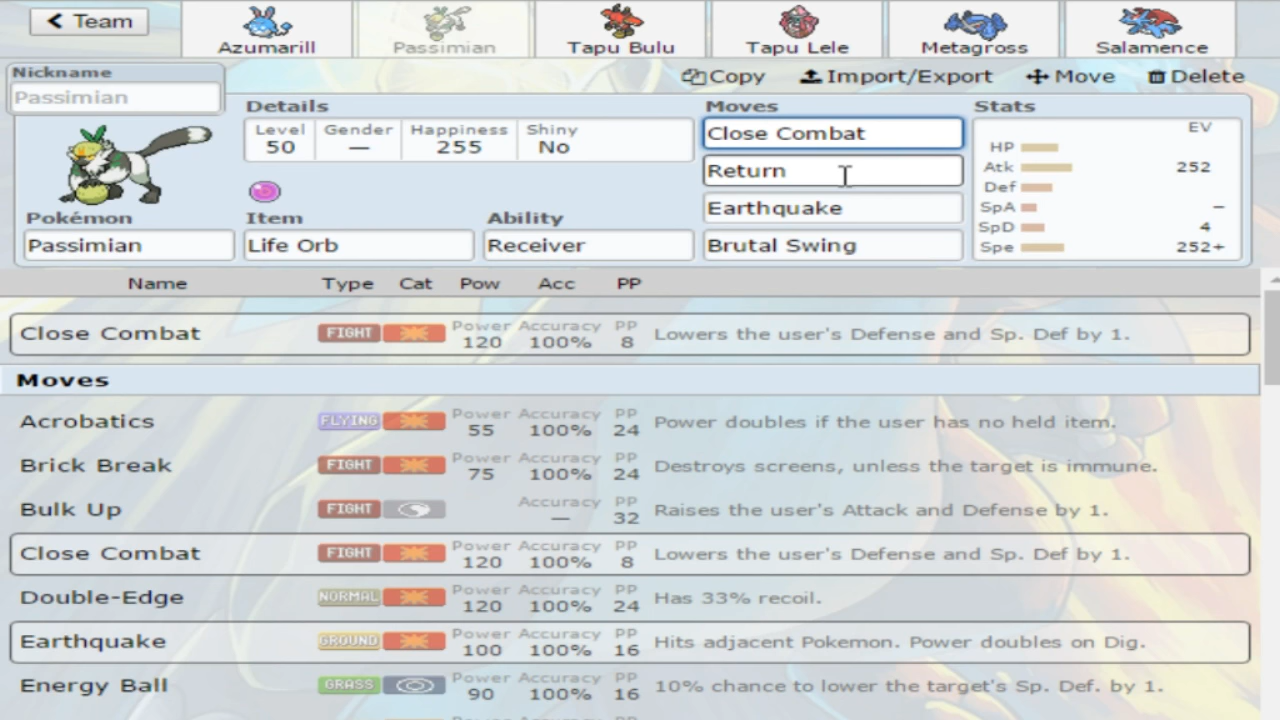 Team
Azumarill
Passimian
Tapu Bulu
Tapu Lele
Metagross
Salamence
Nickname
Passimian
Copy Import/Export Move Delete
Details
Level Gender Happiness Shiny
50 — 255 No
Pokémon
Passimian
Item
Life Orb
Ability
Receiver
Moves
Close Combat
Return
Earthquake
Brutal Swing
Stats
EV
HP
Atk 252
Def
SpA –
SpD 4
Spe 252+
Name Type Cat Pow Acc PP
Close Combat FIGHT Power 120 Accuracy 100% PP 8 Lowers the user's Defense and Sp. Def by 1.
Moves
Acrobatics FLYING Power 55 Accuracy 100% PP 24 Power doubles if the user has no held item.
Brick Break FIGHT Power 75 Accuracy 100% PP 24 Destroys screens, unless the target is immune.
Bulk Up FIGHT Accuracy — PP 32 Raises the user's Attack and Defense by 1.
Close Combat FIGHT Power 120 Accuracy 100% PP 8 Lowers the user's Defense and Sp. Def by 1.
Double-Edge NORMAL Power 120 Accuracy 100% PP 24 Has 33% recoil.
Earthquake GROUND Power 100 Accuracy 100% PP 16 Hits adjacent Pokemon. Power doubles on Dig.
Energy Ball GRASS Power 90 Accuracy 100% PP 16 10% chance to lower the target's Sp. Def. by 1.
Power Accuracy PP